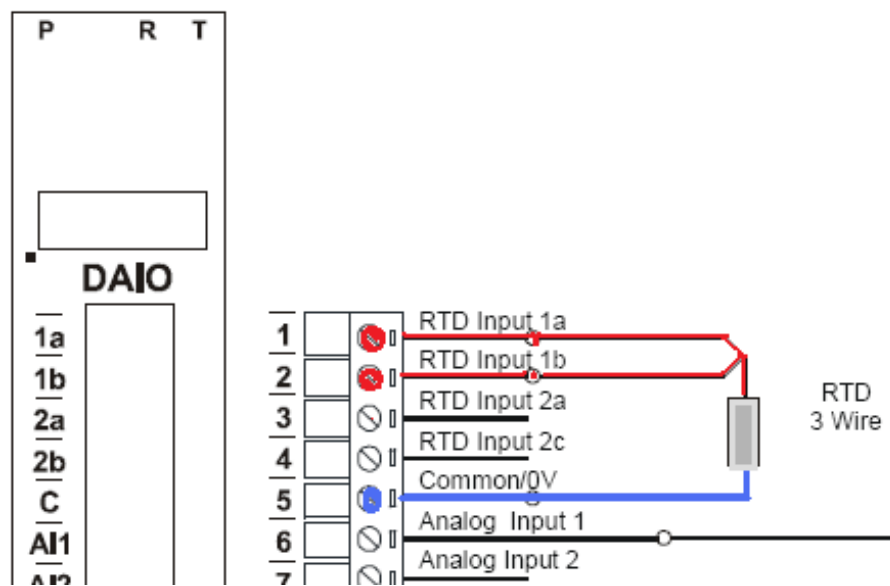 P R T
DAIO
1a
1b
2a
2b
C
AI1
AI2
1 RTD Input 1a
2 RTD Input 1b
3 RTD Input 2a
4 RTD Input 2c
5 Common/0V
6 Analog Input 1
7 Analog Input 2
RTD
3 Wire